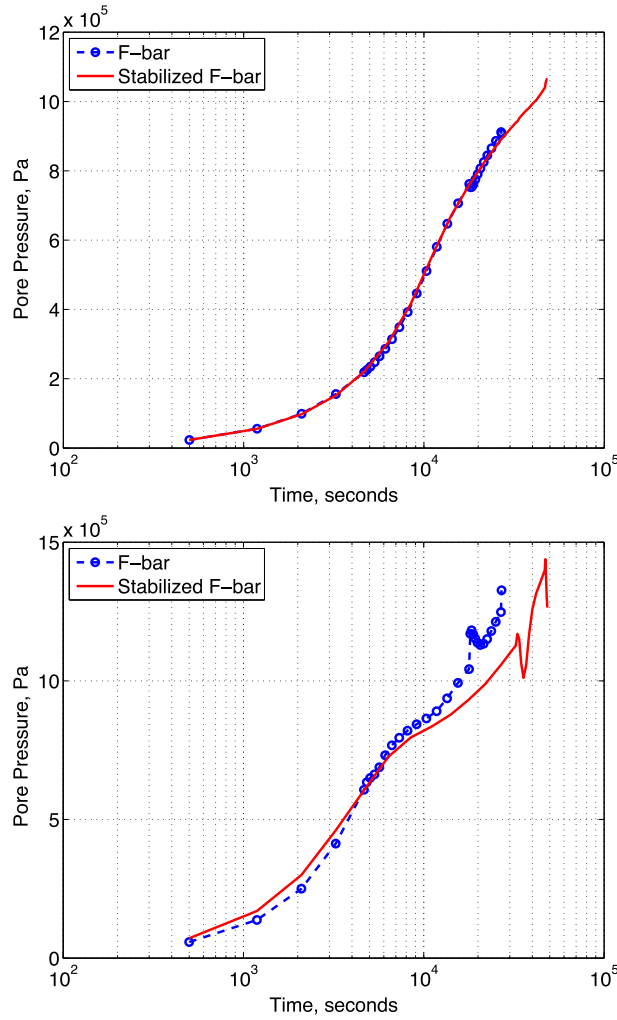 x 10^5
12
10
8
6
4
2
0
F−bar
Stabilized F−bar
Pore Pressure, Pa
10^2
10^3
10^4
10^5
Time, seconds
x 10^5
15
10
5
0
F−bar
Stabilized F−bar
Pore Pressure, Pa
10^2
10^3
10^4
10^5
Time, seconds